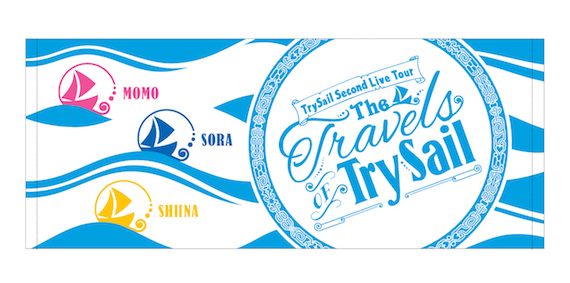 MOMO
SORA
SHIINA
TrySail Second Live Tour
The
Travels
OF TrySail